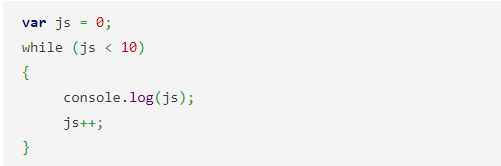 var js = 0;
while (js < 10)
{
console.log(js);
js++;
}